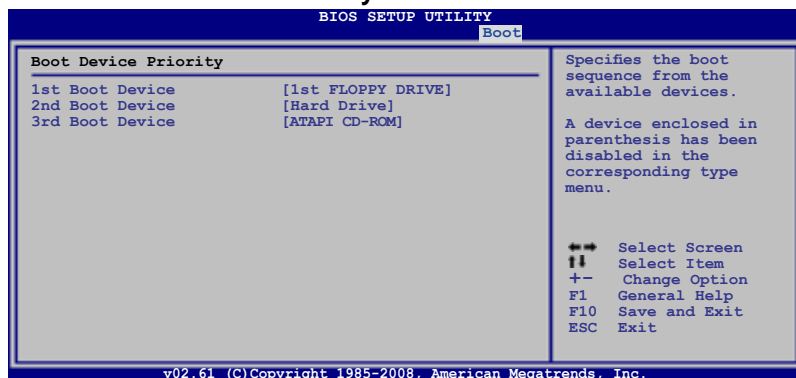 BIOS SETUP UTILITY
Boot
Boot Device Priority
1st Boot Device [1st FLOPPY DRIVE]
2nd Boot Device [Hard Drive]
3rd Boot Device [ATAPI CD-ROM]
Specifies the boot
sequence from the
available devices.
A device enclosed in
parenthesis has been
disabled in the
corresponding type
menu.
←→ Select Screen
↑↓ Select Item
+- Change Option
F1 General Help
F10 Save and Exit
ESC Exit
v02.61 (C)Copyright 1985-2008, American Megatrends, Inc.